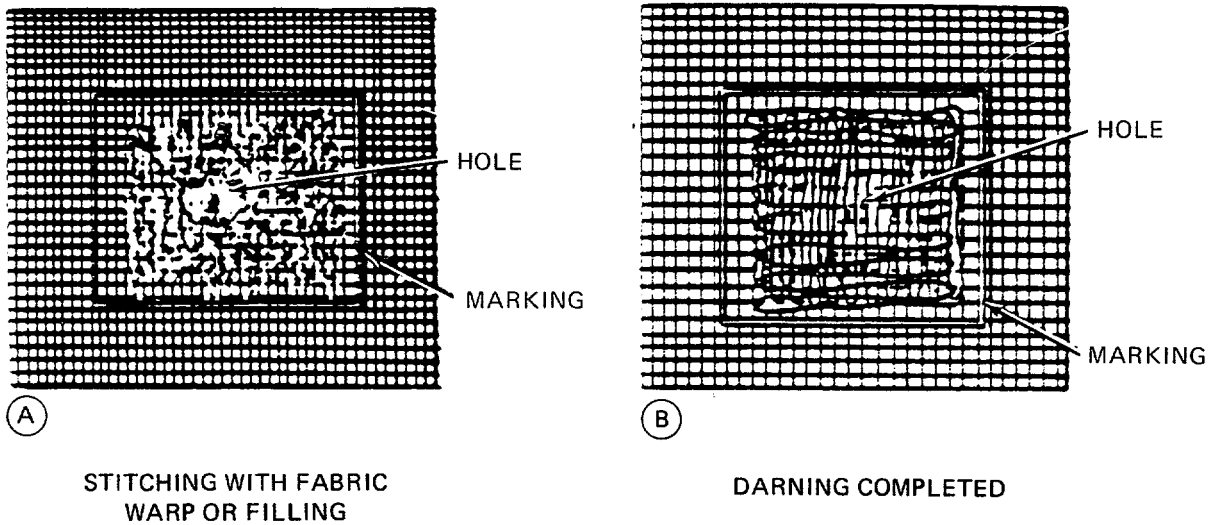 HOLE
MARKING
A
STITCHING WITH FABRIC
WARP OR FILLING
HOLE
MARKING
B
DARNING COMPLETED